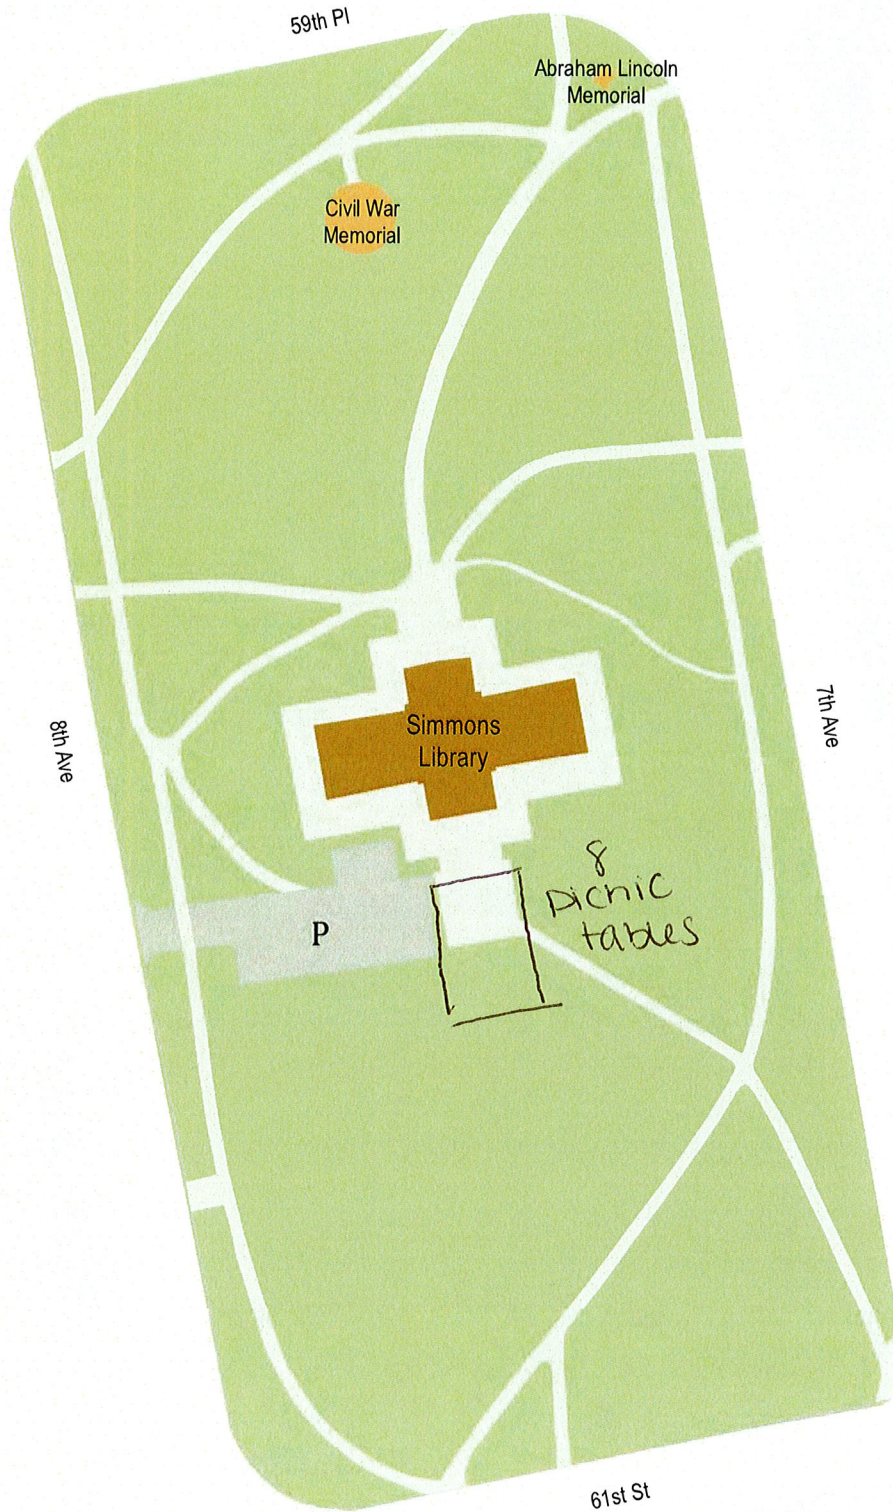 59th Pl
Abraham Lincoln
Memorial
Civil War
Memorial
8th Ave
7th Ave
Simmons
Library
8
Picnic
tables
P
61st St